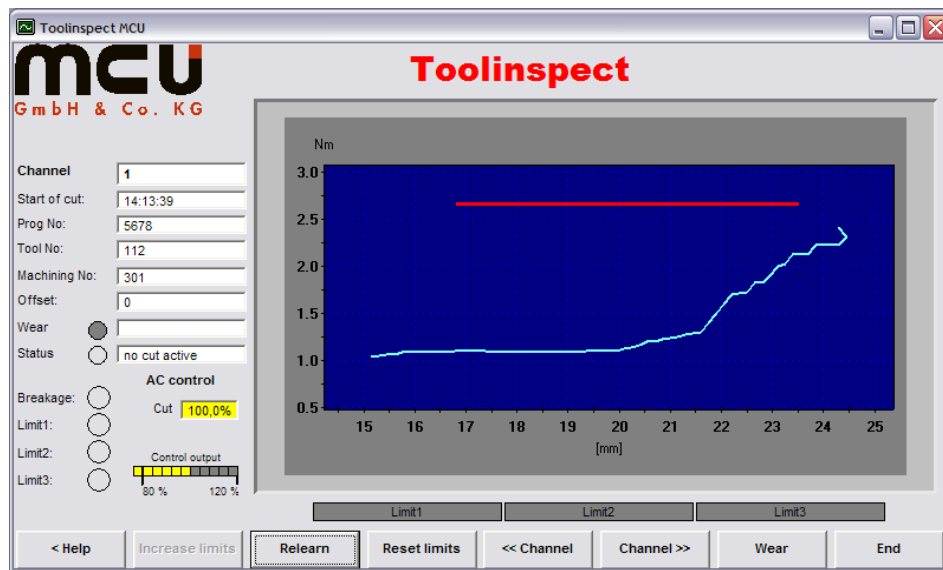 Toolinspect MCU
mcu
GmbH & Co. KG
Toolinspect
Channel 1
Start of cut: 14:13:39
Prog No: 5678
Tool No: 112
Machining No: 301
Offset: 0
Wear
Status no cut active
Breakage:
Limit1:
Limit2:
Limit3:
AC control
Cut 100,0%
Control output
80 % 120 %
Nm
3.0
2.5
2.0
1.5
1.0
0.5
15 16 17 18 19 20 21 22 23 24 25
[mm]
Limit1 Limit2 Limit3
< Help Increase limits Relearn Reset limits << Channel Channel >> Wear End